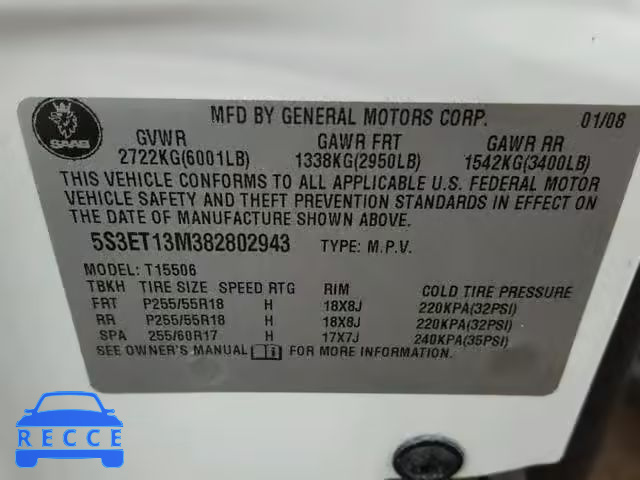 SAAB
MFD BY GENERAL MOTORS CORP. 01/08
GVWR GAWR FRT GAWR RR
2722KG(6001LB) 1338KG(2950LB) 1542KG(3400LB)
THIS VEHICLE CONFORMS TO ALL APPLICABLE U.S. FEDERAL MOTOR
VEHICLE SAFETY AND THEFT PREVENTION STANDARDS IN EFFECT ON
THE DATE OF MANUFACTURE SHOWN ABOVE.
5S3ET13M382802943 TYPE: M.P.V.
MODEL: T15506
TBKH TIRE SIZE SPEED RTG RIM COLD TIRE PRESSURE
FRT P255/55R18 H 18X8J 220KPA(32PSI)
RR P255/55R18 H 18X8J 220KPA(32PSI)
SPA 255/60R17 H 17X7J 240KPA(35PSI)
SEE OWNER'S MANUAL FOR MORE INFORMATION.
RECCE